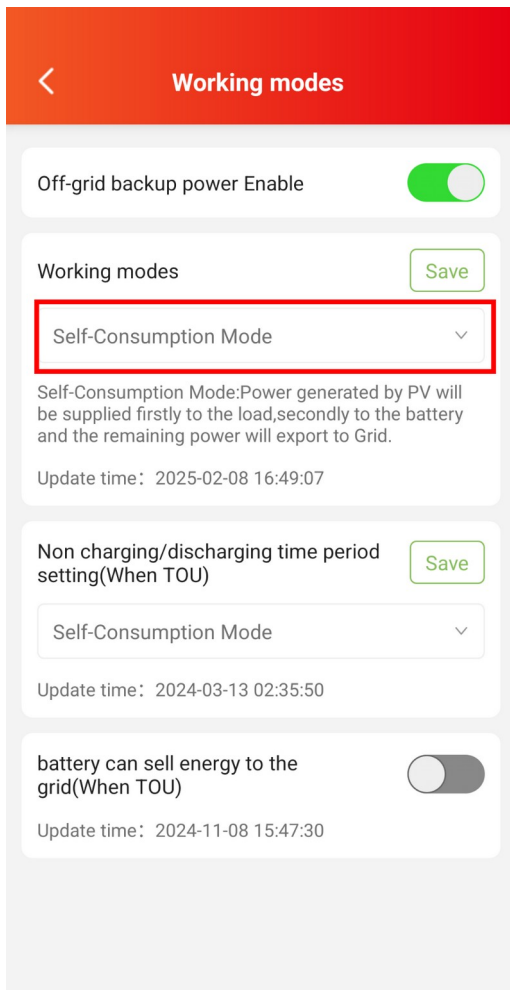 Working modes
Off-grid backup power Enable
Working modes
Save
Self-Consumption Mode
Self-Consumption Mode:Power generated by PV will
be supplied firstly to the load,secondly to the battery
and the remaining power will export to Grid.
Update time：2025-02-08 16:49:07
Non charging/discharging time period
setting(When TOU)
Save
Self-Consumption Mode
Update time：2024-03-13 02:35:50
battery can sell energy to the
grid(When TOU)
Update time：2024-11-08 15:47:30